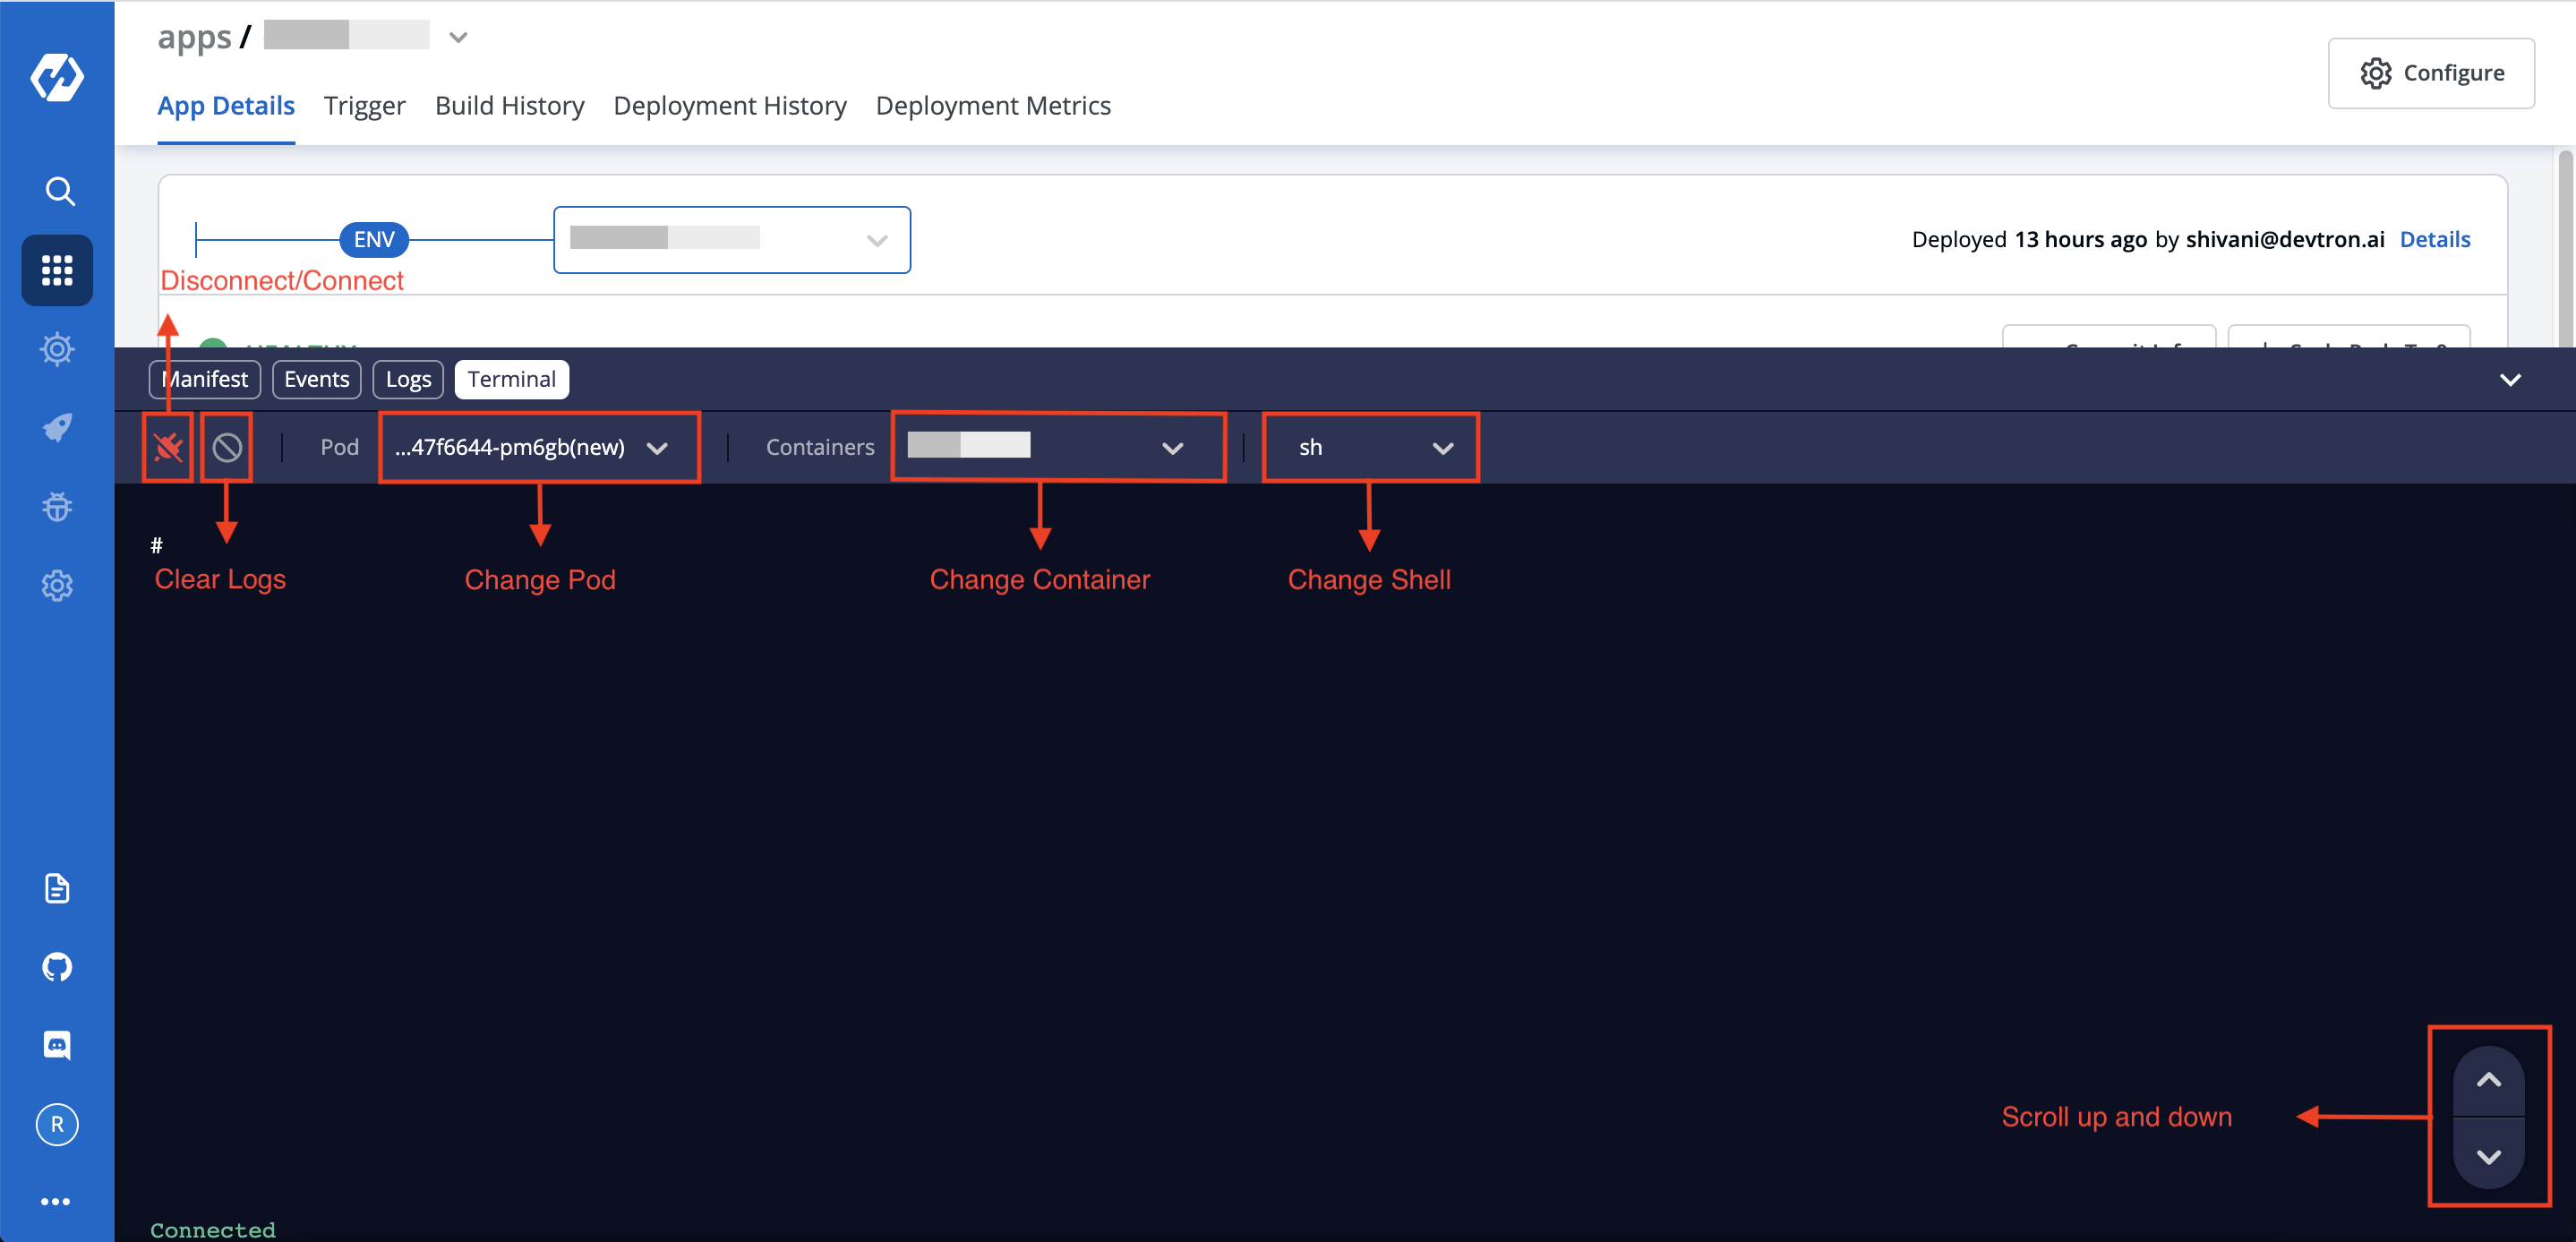 apps /
Configure
App Details Trigger Build History Deployment History Deployment Metrics
ENV
Deployed 13 hours ago by shivani@devtron.ai Details
Disconnect/Connect
Manifest Events Logs Terminal
Pod ...47f6644-pm6gb(new) Containers sh
#
Clear Logs Change Pod Change Container Change Shell
Scroll up and down
R
Connected